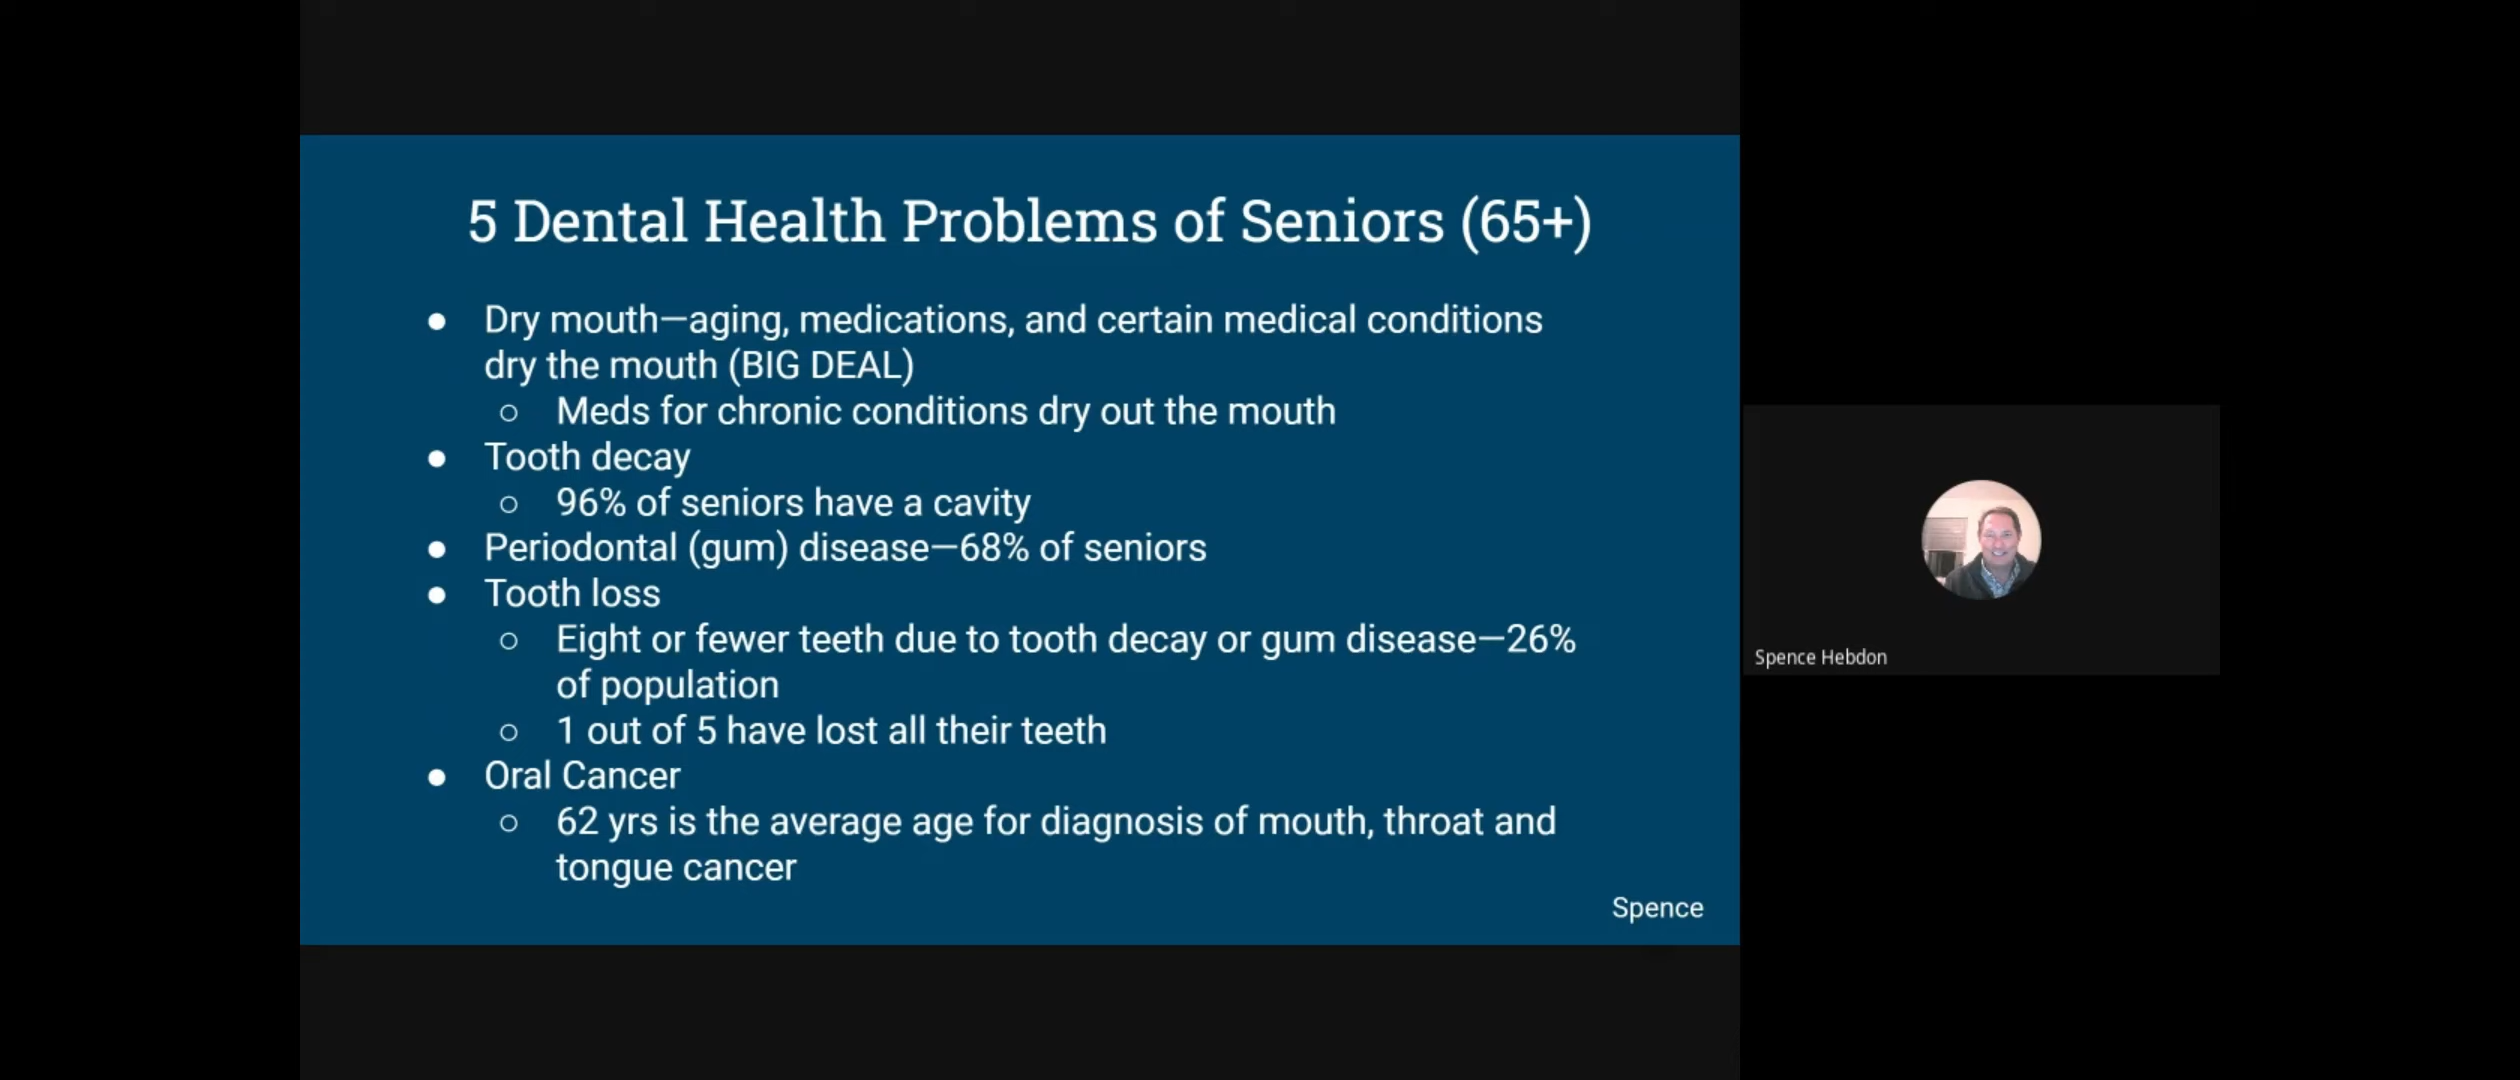 5 Dental Health Problems of Seniors (65+)
● Dry mouth—aging, medications, and certain medical conditions
dry the mouth (BIG DEAL)
○ Meds for chronic conditions dry out the mouth
● Tooth decay
○ 96% of seniors have a cavity
● Periodontal (gum) disease—68% of seniors
● Tooth loss
○ Eight or fewer teeth due to tooth decay or gum disease—26%
of population
○ 1 out of 5 have lost all their teeth
● Oral Cancer
○ 62 yrs is the average age for diagnosis of mouth, throat and
tongue cancer
Spence
Spence Hebdon